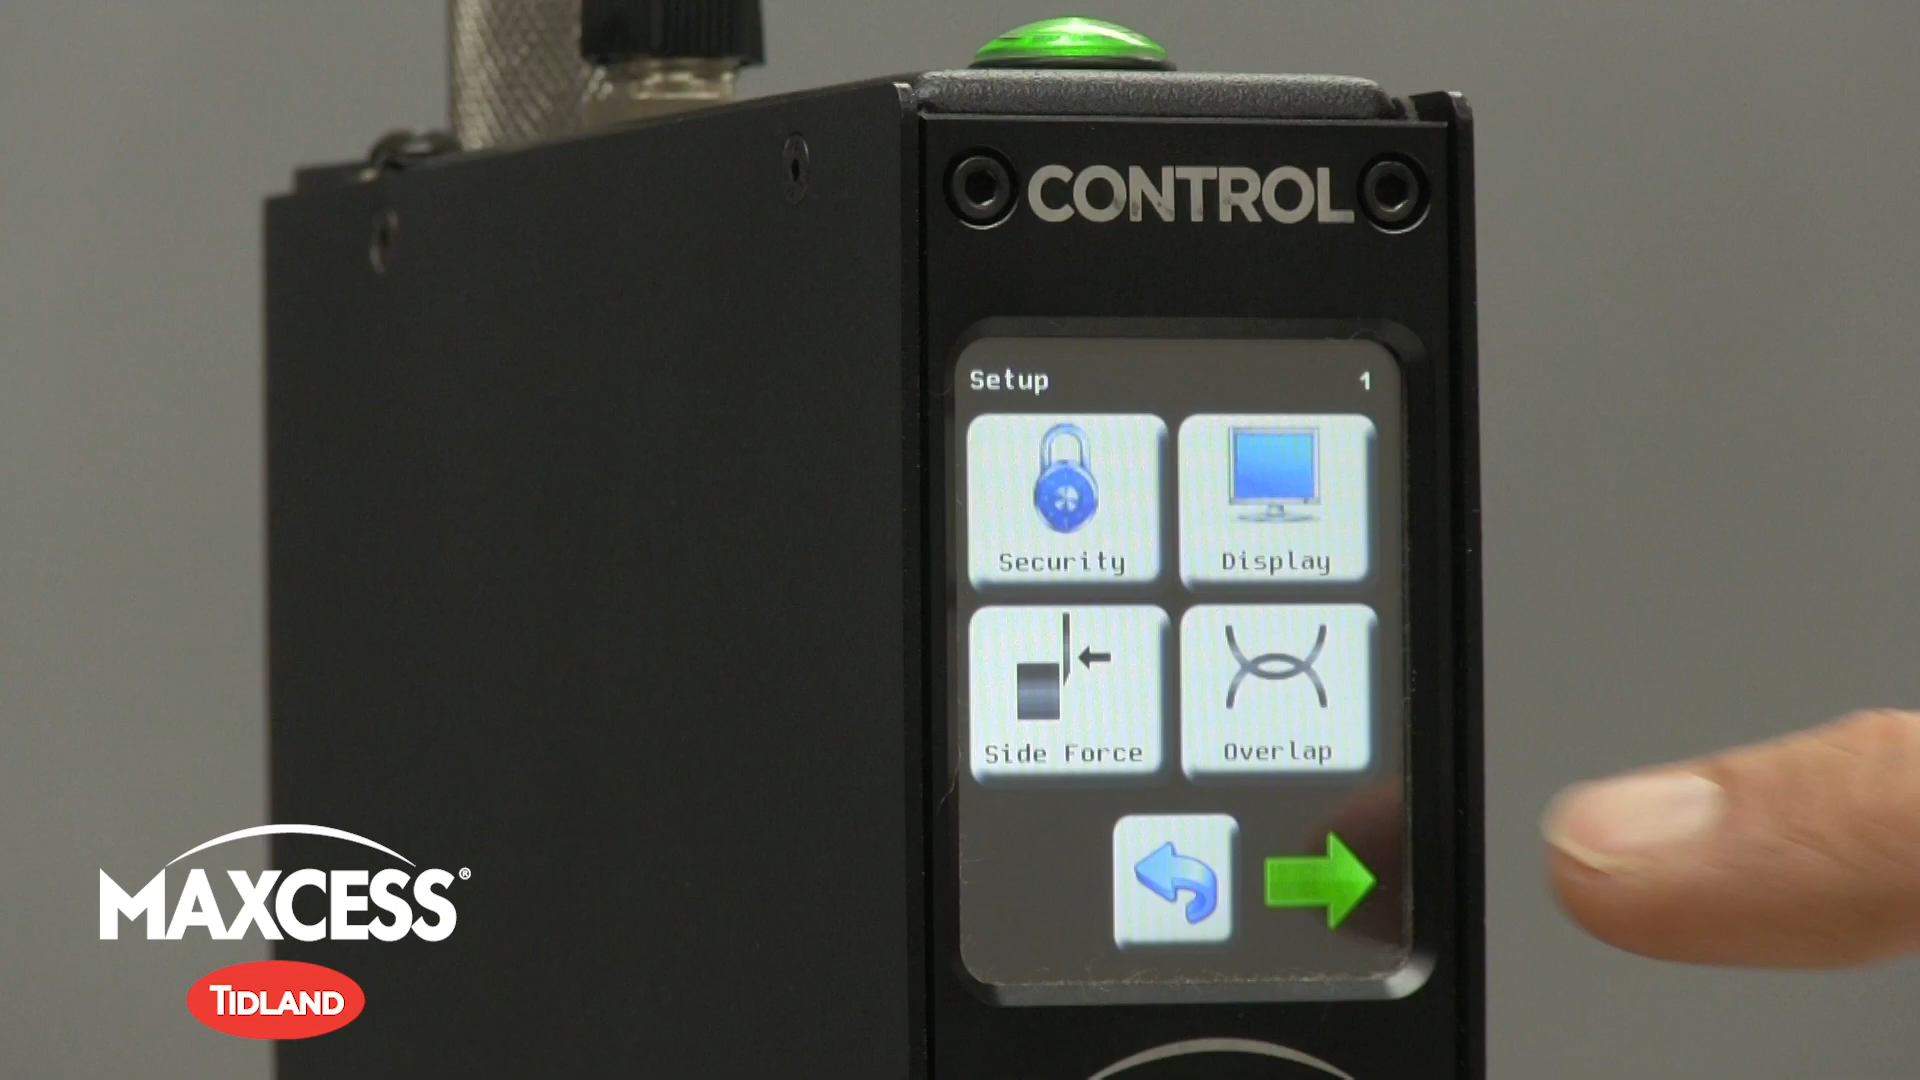 CONTROL
Setup 1
Security Display
Side Force Overlap
MAXCESS®
TIDLAND